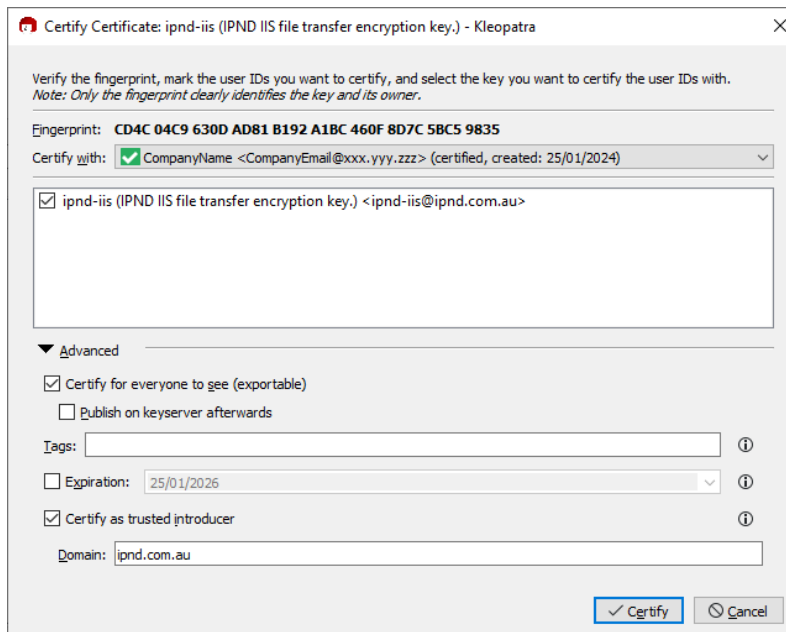 Certify Certificate: ipnd-iis (IPND IIS file transfer encryption key.) - Kleopatra
Verify the fingerprint, mark the user IDs you want to certify, and select the key you want to certify the user IDs with.
Note: Only the fingerprint clearly identifies the key and its owner.
Fingerprint: CD4C 04C9 630D AD81 B192 A1BC 460F 8D7C 5BC5 9835
Certify with: CompanyName <CompanyEmail@xxx.yyy.zzz> (certified, created: 25/01/2024)
ipnd-iis (IPND IIS file transfer encryption key.) <ipnd-iis@ipnd.com.au>
Advanced
Certify for everyone to see (exportable)
Publish on keyserver afterwards
Tags:
Expiration: 25/01/2026
Certify as trusted introducer
Domain: ipnd.com.au
Certify Cancel